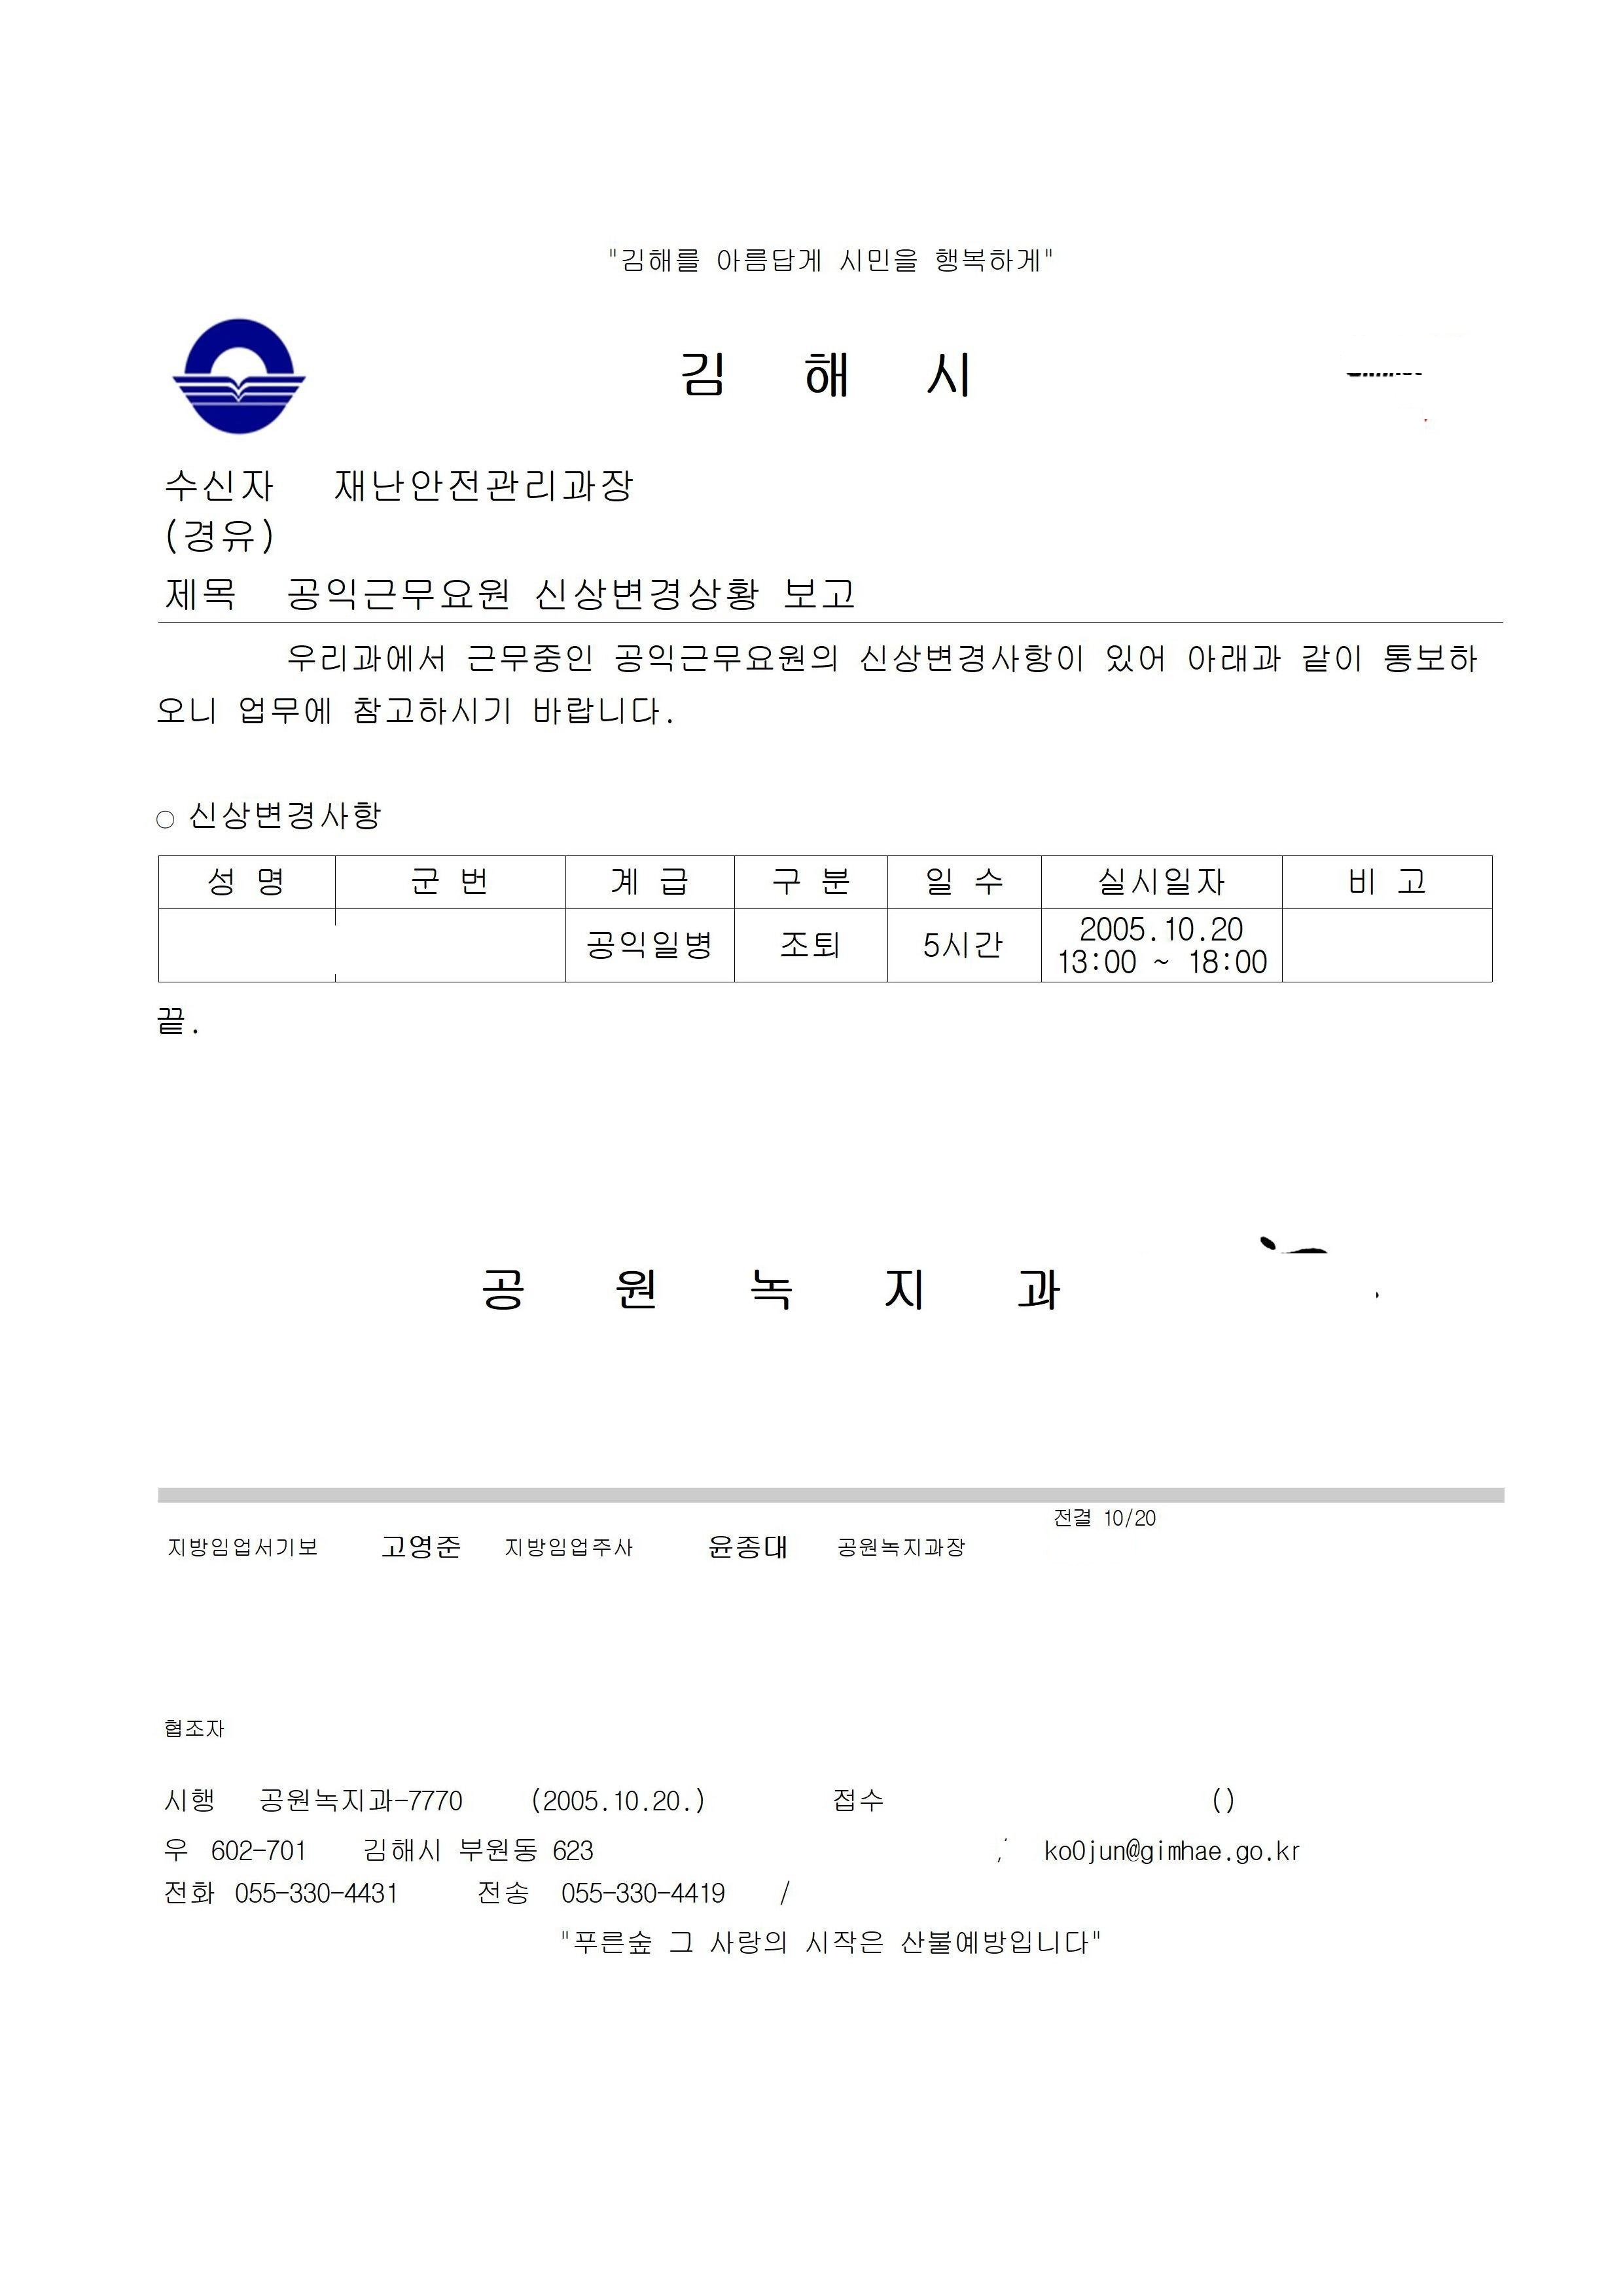 "김해를 아름답게 시민을 행복하게"
김 해 시
수신자 재난안전관리과장
(경유)
제목 공익근무요원 신상변경상황 보고
우리과에서 근무중인 공익근무요원의 신상변경사항이 있어 아래과 같이 통보하
오니 업무에 참고하시기 바랍니다.
○ 신상변경사항
성 명 군 번 계 급 구 분 일 수 실시일자 비 고
공익일병 조퇴 5시간 2005.10.20
13:00 ~ 18:00
끝.
공 원 녹 지 과
전결 10/20
지방임업서기보 고영준 지방임업주사 윤종대 공원녹지과장
협조자
시행 공원녹지과-7770 (2005.10.20.) 접수 ()
우 602-701 김해시 부원동 623 ko0jun@gimhae.go.kr
전화 055-330-4431 전송 055-330-4419 /
"푸른숲 그 사랑의 시작은 산불예방입니다"